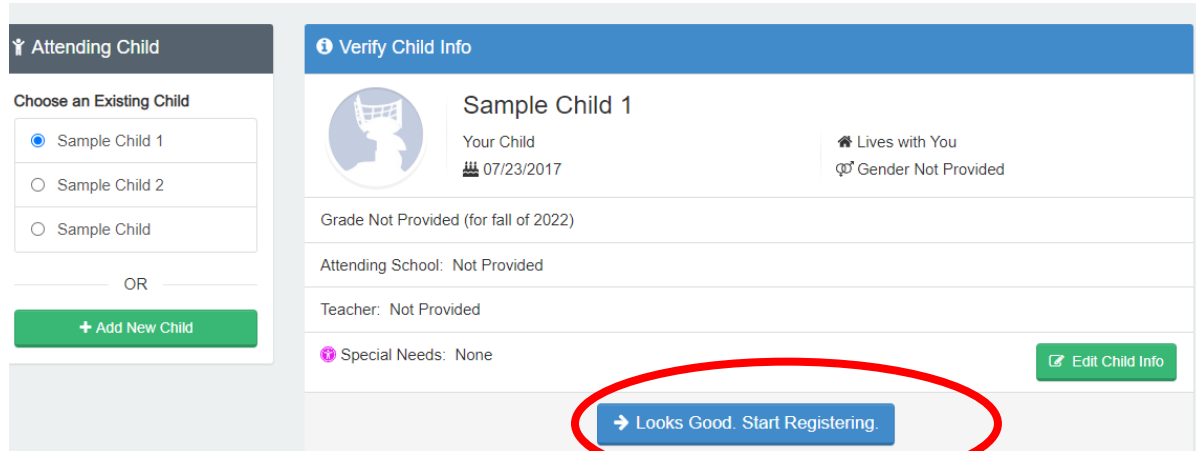 Attending Child
Choose an Existing Child
Sample Child 1
Sample Child 2
Sample Child
OR
+ Add New Child
Verify Child Info
Sample Child 1
Your Child
Lives with You
07/23/2017
Gender Not Provided
Grade Not Provided (for fall of 2022)
Attending School: Not Provided
Teacher: Not Provided
Special Needs: None
Edit Child Info
Looks Good. Start Registering.